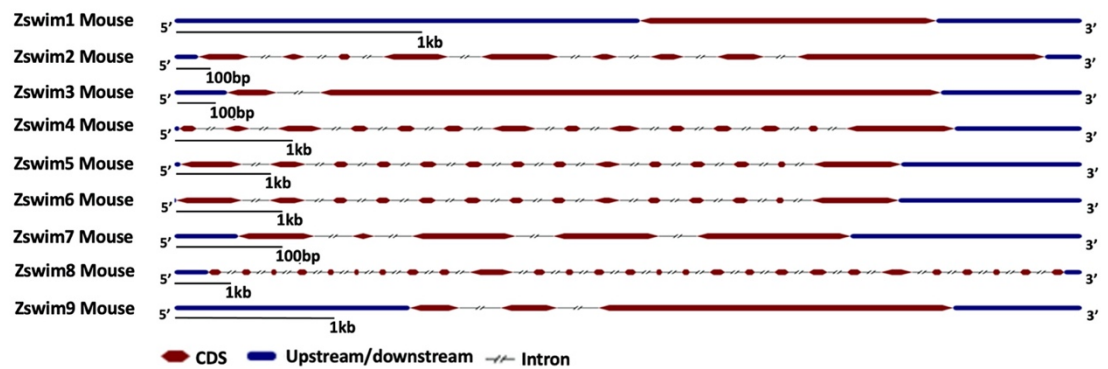 Zswim1 Mouse 5’ 3’
1kb
Zswim2 Mouse 5’ 3’
100bp
Zswim3 Mouse 5’ 3’
100bp
Zswim4 Mouse 5’ 3’
1kb
Zswim5 Mouse 5’ 3’
1kb
Zswim6 Mouse 5’ 3’
1kb
Zswim7 Mouse 5’ 3’
100bp
Zswim8 Mouse 5’ 3’
1kb
Zswim9 Mouse 5’ 3’
1kb
CDS Upstream/downstream Intron